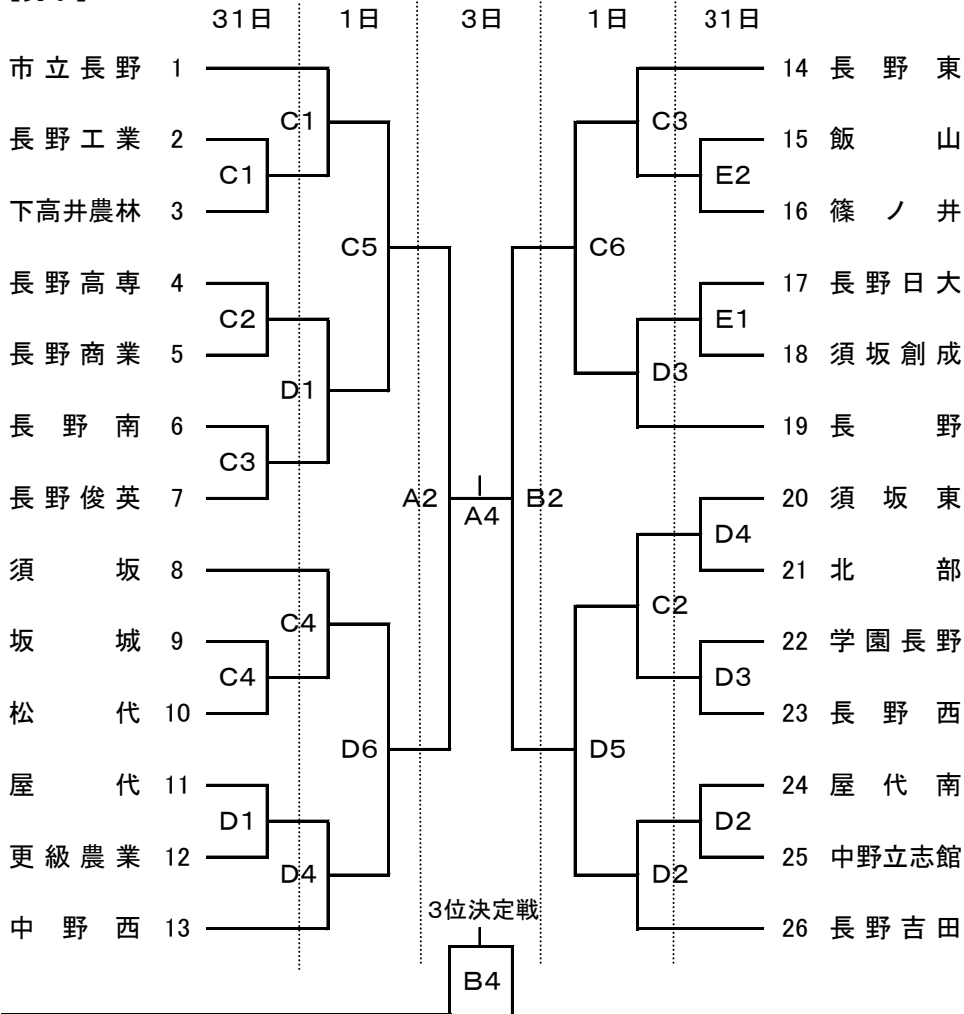 31日 1日 3日 1日 31日
市立長野 1 14 長野東
C1 C3
長野工業 2 15 飯山
C1 E2
下高井農林 3 16 篠ノ井
C5 C6
長野高専 4 17 長野日大
C2 E1
長野商業 5 18 須坂創成
D1 D3
長野南 6 19 長野
C3
長野俊英 7 A2 B2 20 須坂東
A4
D4
須坂 8 21 北部
C4 C2
坂城 9 22 学園長野
C4 D3
松代 10 23 長野西
D6 D5
屋代 11 24 屋代南
D1 D2
更級農業 12 25 中野立志館
D4 D2
3位決定戦
中野西 13 26 長野吉田
B4